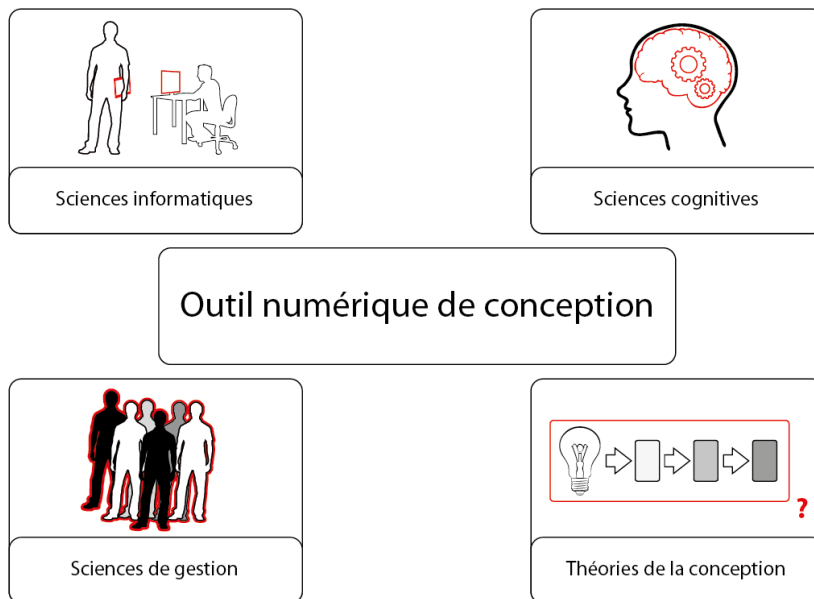 Sciences informatiques
Sciences cognitives
Outil numérique de conception
?
Sciences de gestion
Théories de la conception